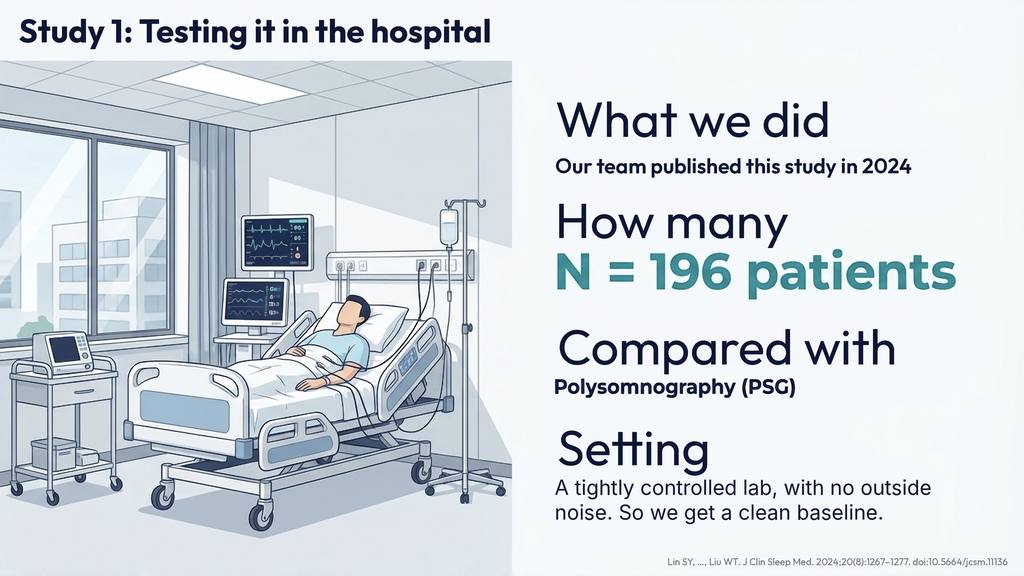 Study 1: Testing it in the hospital
What we did
Our team published this study in 2024
How many
N = 196 patients
Compared with
Polysomnography (PSG)
Setting
A tightly controlled lab, with no outside
noise. So we get a clean baseline.
Lin SY, ..., Liu WT. J Clin Sleep Med. 2024;20(8):1267–1277. doi:10.5664/jcsm.11136